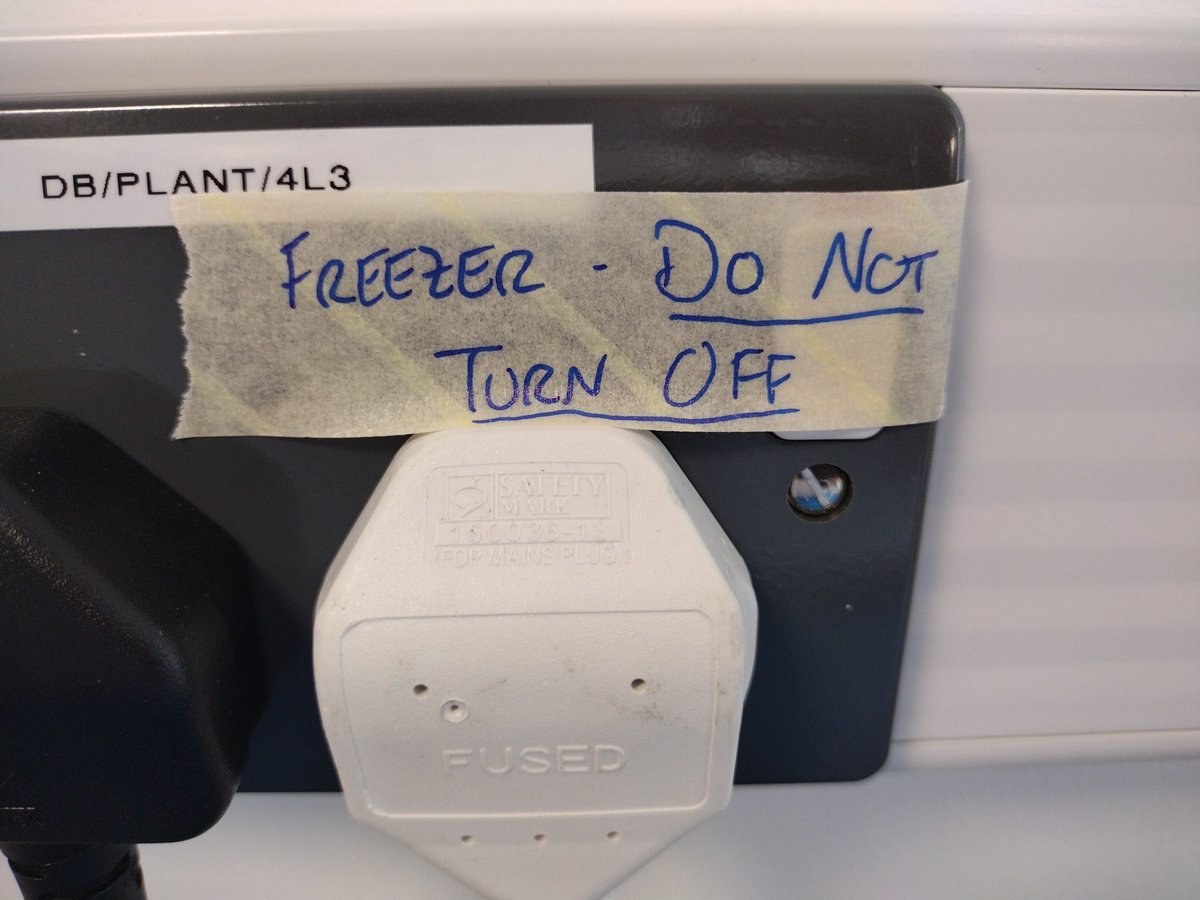 DB/PLANT/4L3
FREEZER - DO NOT
TURN OFF
SAFETY
MARK
160036-12
(FOR MAINS PLUG)
FUSED